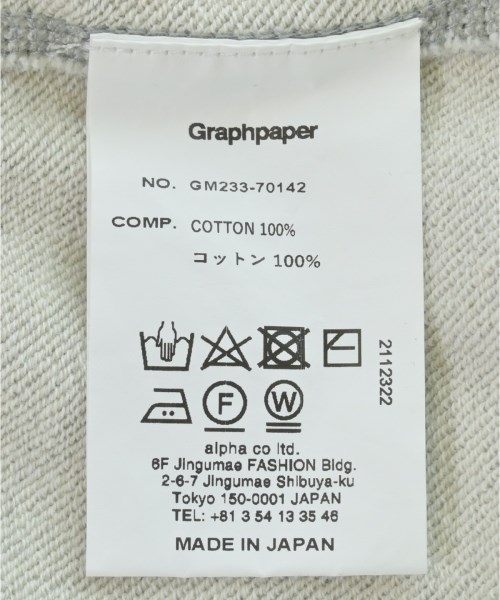 Graphpaper
NO. GM233-70142
COMP. COTTON 100%
コットン 100%
2112322
F W
alpha co ltd.
6F Jingumae FASHION Bldg.
2-6-7 Jingumae Shibuya-ku
Tokyo 150-0001 JAPAN
TEL: +81 3 54 13 35 46
MADE IN JAPAN